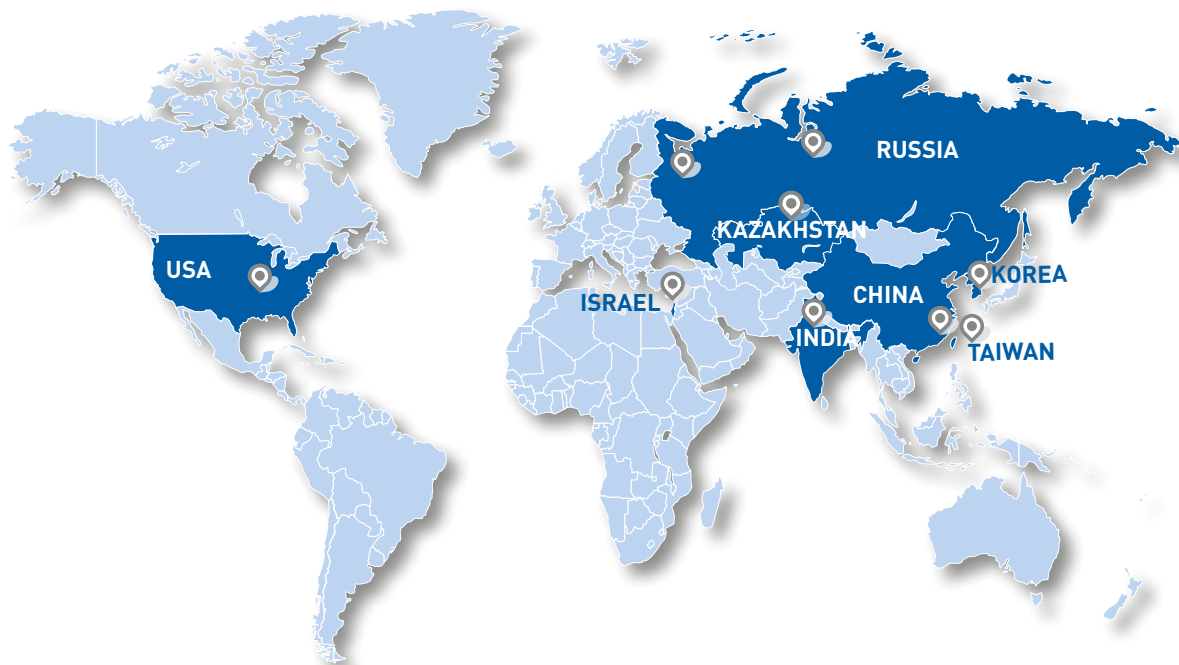 RUSSIA
KAZAKHSTAN
USA
KOREA
ISRAEL
CHINA
INDIA
TAIWAN